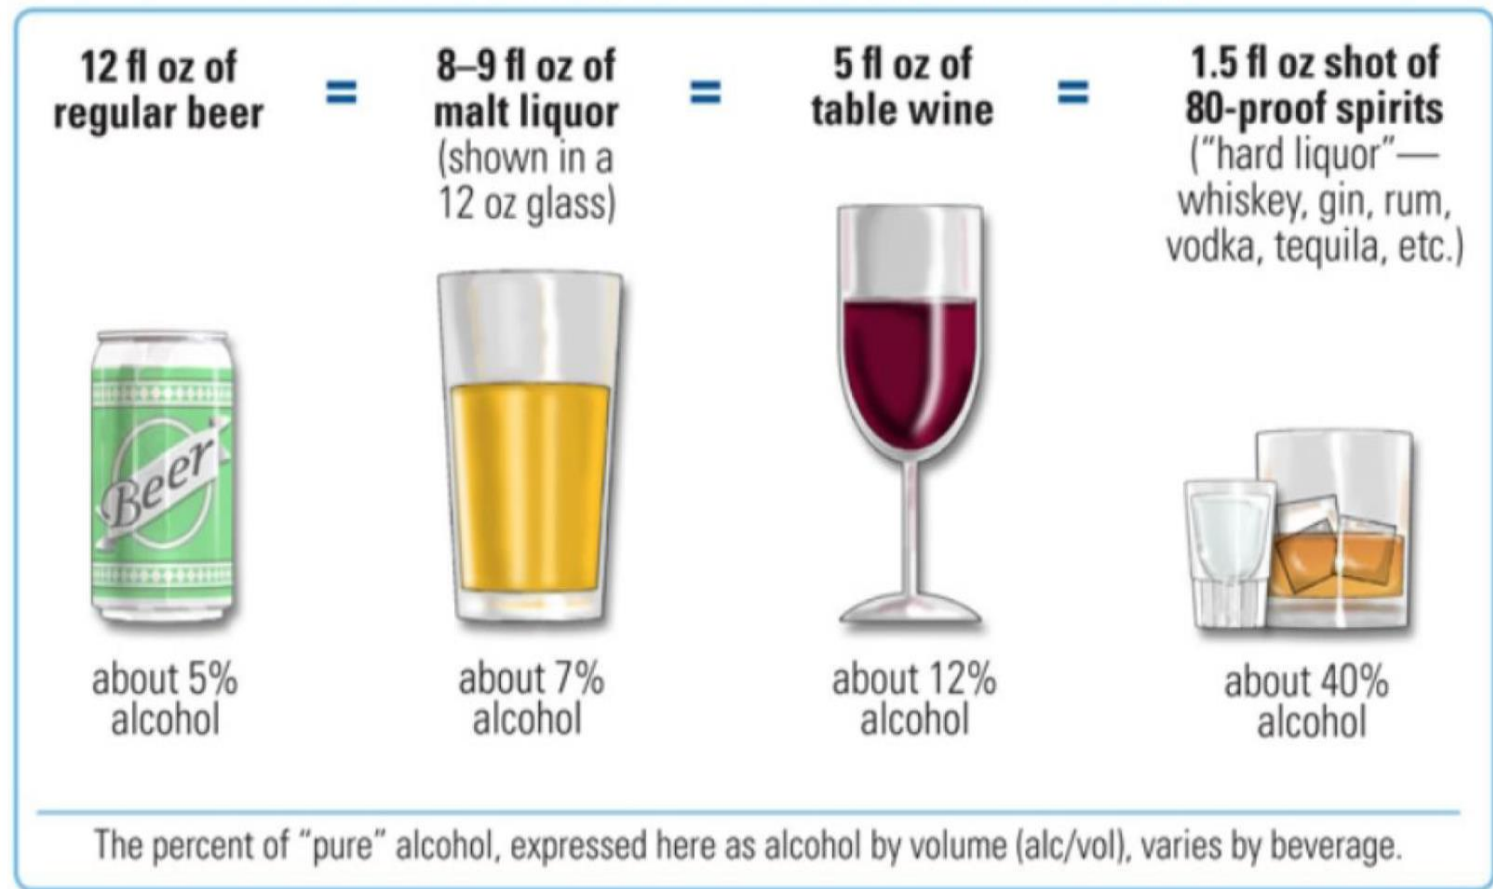 12 fl oz of
regular beer
=
8–9 fl oz of
malt liquor
(shown in a
12 oz glass)
=
5 fl oz of
table wine
=
1.5 fl oz shot of
80-proof spirits
(“hard liquor”—
whiskey, gin, rum,
vodka, tequila, etc.)
Beer
about 5%
alcohol
about 7%
alcohol
about 12%
alcohol
about 40%
alcohol
The percent of “pure” alcohol, expressed here as alcohol by volume (alc/vol), varies by beverage.